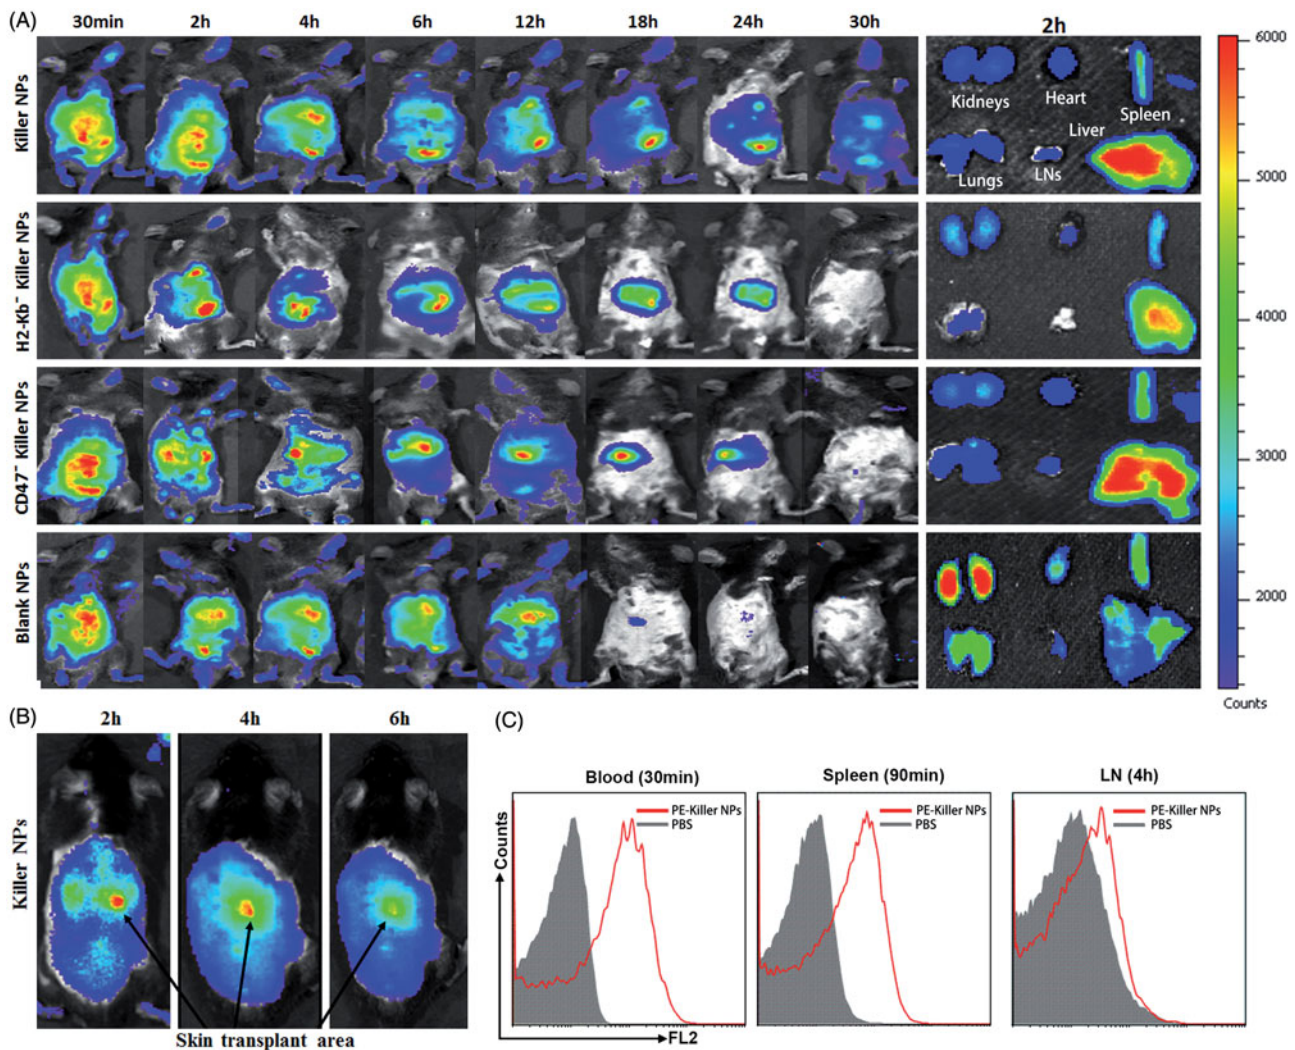 (A)
30min 2h 4h 6h 12h 18h 24h 30h 2h
Killer NPs
Kidneys Heart Spleen
Liver
Lungs LNs
H2-Kb⁻ Killer NPs
CD47⁻ Killer NPs
Blank NPs
6000
5000
4000
3000
2000
Counts
(B)
2h 4h 6h
Killer NPs
Skin transplant area
(C)
Blood (30min) Spleen (90min) LN (4h)
PE-Killer NPs PE-Killer NPs PE-Killer NPs
PBS PBS PBS
Counts
FL2